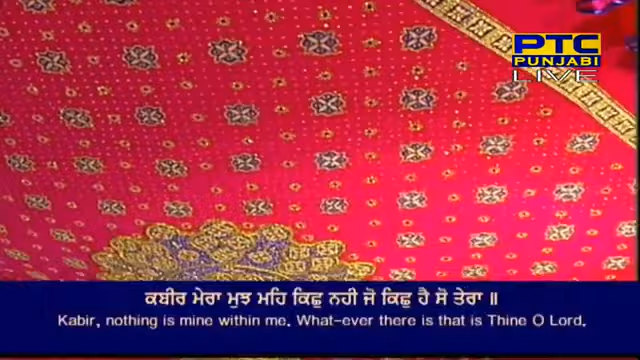 PTC
PUNJABI
LIVE
ਕਬੀਰ ਮੇਰਾ ਮੁਝ ਮਹਿ ਕਿਛੁ ਨਹੀ ਜੋ ਕਿਛੁ ਹੈ ਸੋ ਤੇਰਾ ॥
Kabir, nothing is mine within me. What-ever there is that is Thine O Lord.